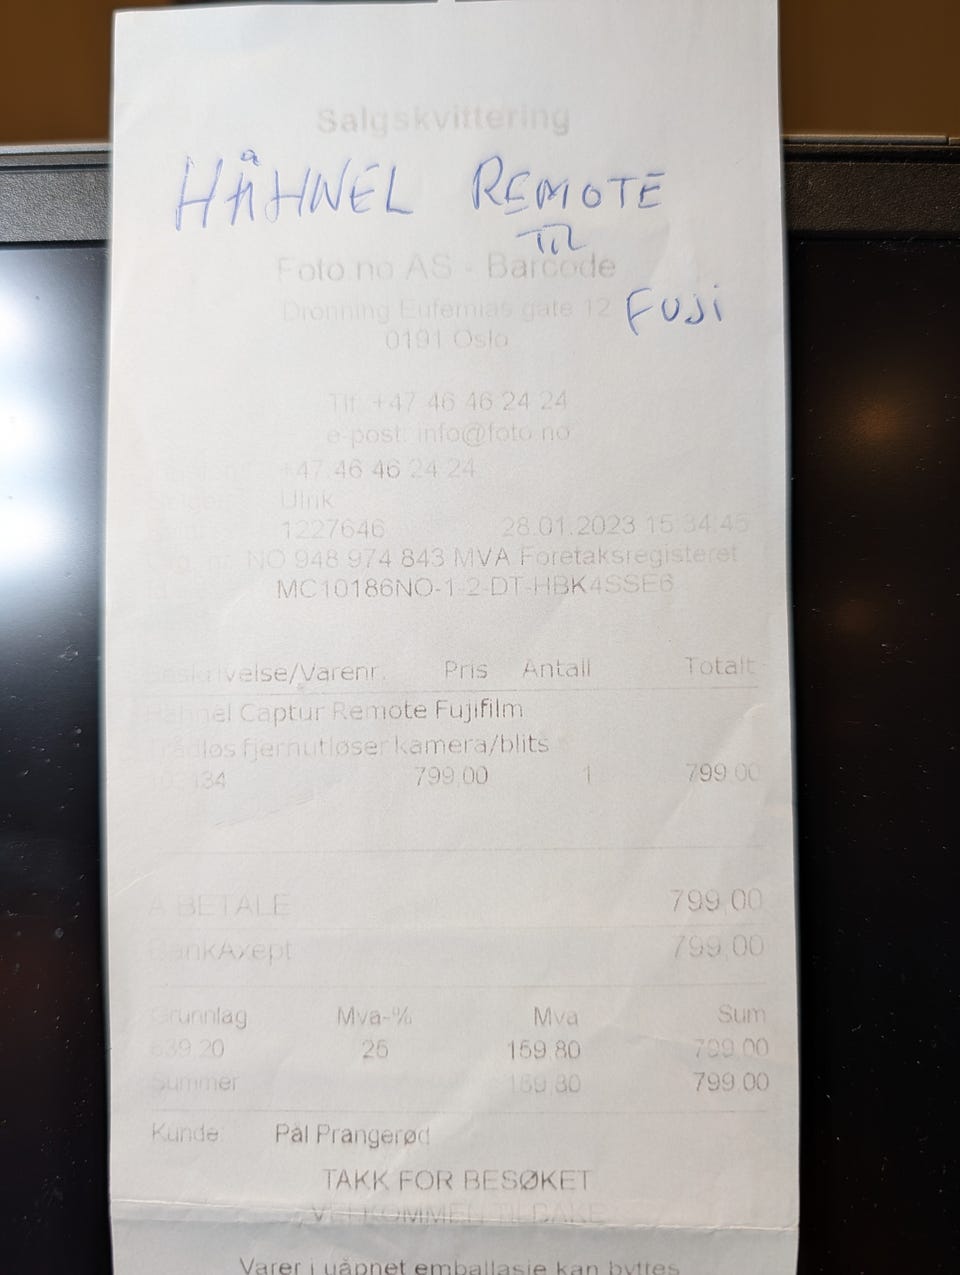 Salgskvittering
HÅHNEL REMOTE
TIL
Foto.no AS - Barcode
FUJI
Dronning Eufemias gate 12
0191 Oslo
Tlf: +47 46 46 24 24
e-post: info@foto.no
+47 46 46 24 24
Ulrik
1227646 28.01.2023 15:34:45
NO 948 974 843 MVA Foretaksregisteret
MC10186NO-1-2-DT-HBK4SSE6
Beskrivelse/Varenr. Pris Antall Totalt
Hähnel Captur Remote Fujifilm
Trådløs fjernutløser kamera/blits
799,00 1 799,00
Å BETALE 799,00
BankAxept 799,00
Grunnlag Mva-% Mva Sum
639,20 25 159,80 799,00
Summer 159,80 799,00
Kunde: Pål Prangerød
TAKK FOR BESØKET
VELKOMMEN TILBAKE
Varer i uåpnet emballasje kan byttes